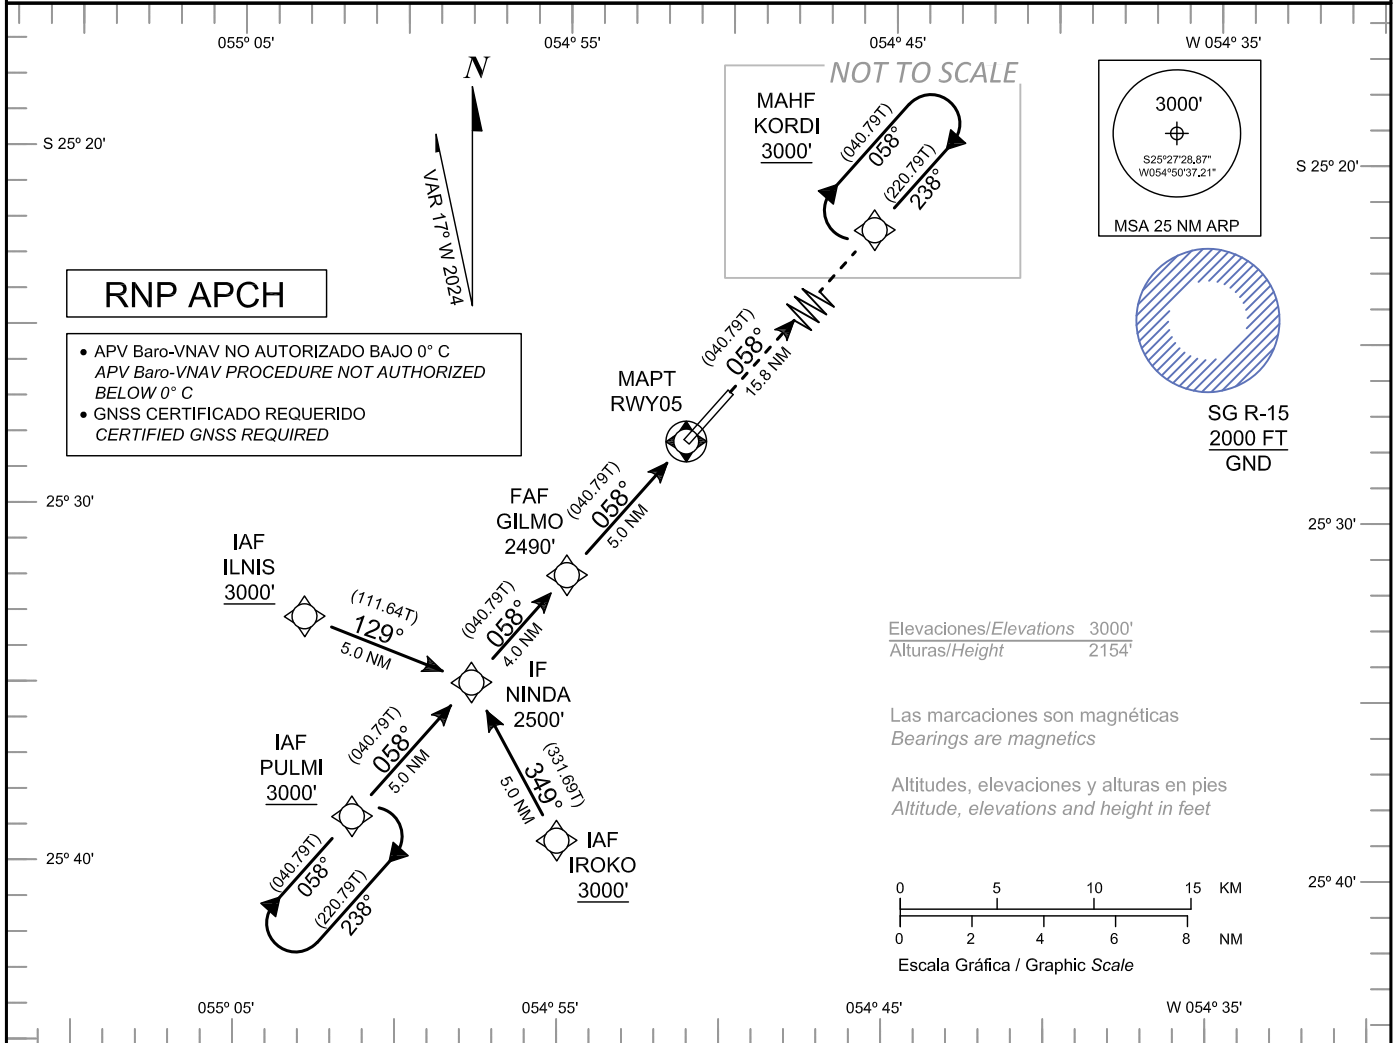 055º 05'
054º 55'
054º 45'
W 054º 35'
N
NOT TO SCALE
MAHF
KORDI
3000'
(040.79T)
058°
(220.79T)
238°
3000'
S25°27'28.87"
W054°50'37.21"
MSA 25 NM ARP
S 25º 20'
S 25º 20'
VAR 17º W 2024
RNP APCH
• APV Baro-VNAV NO AUTORIZADO BAJO 0° C
APV Baro-VNAV PROCEDURE NOT AUTHORIZED
BELOW 0° C
• GNSS CERTIFICADO REQUERIDO
CERTIFIED GNSS REQUIRED
(040.79T)
058°
15.8 NM
MAPT
RWY05
SG R-15
2000 FT
GND
FAF
GILMO
2490'
(040.79T)
058°
5.0 NM
25º 30'
25º 30'
IAF
ILNIS
3000'
(111.64T)
129°
5.0 NM
(040.79T)
058°
4.0 NM
IF
NINDA
2500'
Elevaciones/Elevations 3000'
Alturas/Height 2154'
Las marcaciones son magnéticas
Bearings are magnetics
Altitudes, elevaciones y alturas en pies
Altitude, elevations and height in feet
IAF
PULMI
3000'
(040.79T)
058°
5.0 NM
(331.69T)
349°
5.0 NM
IAF
IROKO
3000'
(040.79T)
058°
(220.79T)
238°
25º 40'
25º 40'
0 5 10 15 KM
0 2 4 6 8 NM
Escala Gráfica / Graphic Scale
055º 05'
054º 55'
054º 45'
W 054º 35'